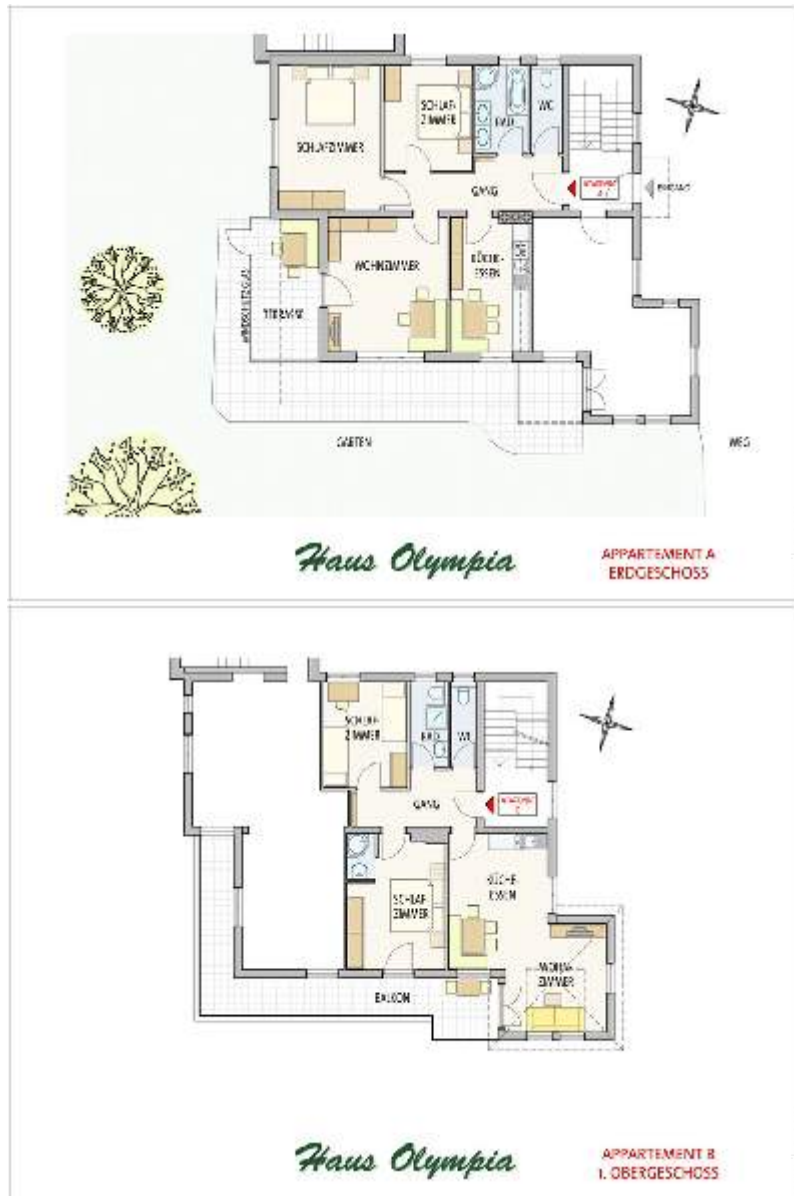 SCHLAF-
ZIMMER
BAD
WC
SCHLAFZIMMER
GANG
EINGANG
WOHNZIMMER
KÜCHE-
ESSEN
WINDSCHUTZGLAS
TERRASSE
GARTEN
WEG
Haus Olympia
APPARTEMENT A
ERDGESCHOSS
SCHLAF-
ZIMMER
BAD
WC
GANG
SCHLAF-
ZIMMER
KÜCHE-
ESSEN
WOHN-
ZIMMER
BALKON
Haus Olympia
APPARTEMENT B
1. OBERGESCHOSS